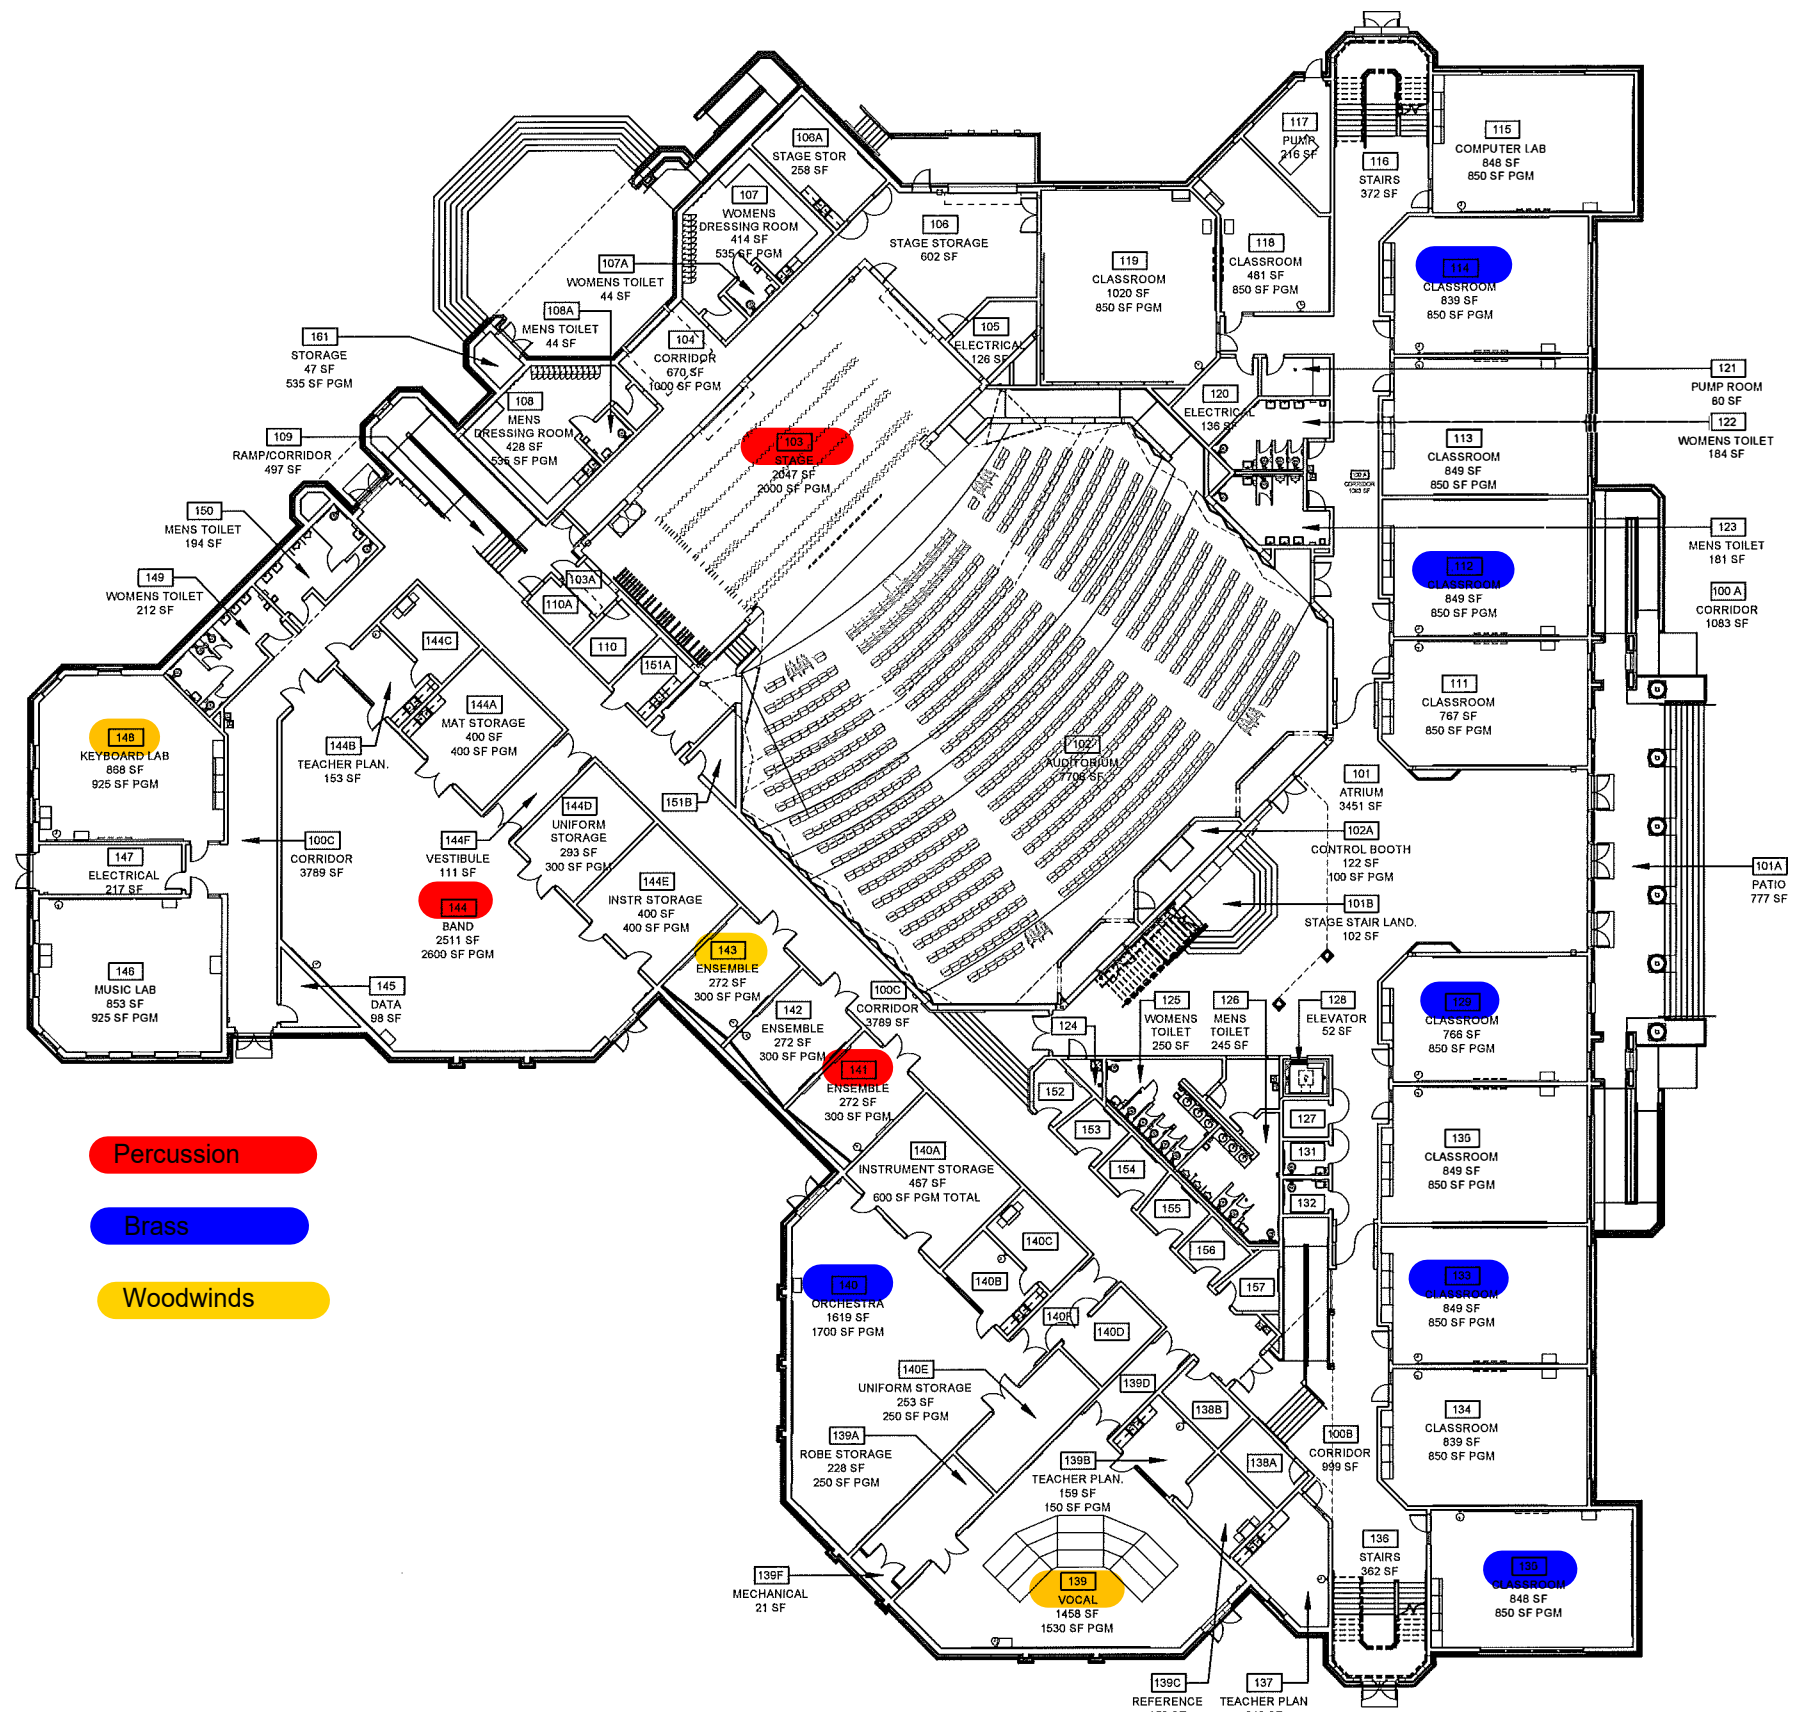 106A
STAGE STOR
258 SF
117
PUMP
216 SF
115
COMPUTER LAB
848 SF
850 SF PGM
116
STAIRS
372 SF
107
WOMENS
DRESSING ROOM
414 SF
535 SF PGM
106
STAGE STORAGE
602 SF
107A
WOMENS TOILET
44 SF
119
CLASSROOM
1020 SF
850 SF PGM
118
CLASSROOM
481 SF
850 SF PGM
114
CLASSROOM
839 SF
850 SF PGM
108A
MENS TOILET
44 SF
161
STORAGE
47 SF
535 SF PGM
104
CORRIDOR
670 SF
1000 SF PGM
105
ELECTRICAL
126 SF
121
PUMP ROOM
80 SF
108
MENS
DRESSING ROOM
428 SF
535 SF PGM
120
ELECTRICAL
136 SF
122
WOMENS TOILET
184 SF
109
RAMP/CORRIDOR
497 SF
103
STAGE
2047 SF
2000 SF PGM
113
CLASSROOM
849 SF
850 SF PGM
CORRIDOR
1083 SF
150
MENS TOILET
194 SF
123
MENS TOILET
181 SF
112
CLASSROOM
849 SF
850 SF PGM
100 A
CORRIDOR
1083 SF
149
WOMENS TOILET
212 SF
103A
110A
110
151A
144C
144A
MAT STORAGE
400 SF
400 SF PGM
111
CLASSROOM
767 SF
850 SF PGM
148
KEYBOARD LAB
868 SF
925 SF PGM
144B
TEACHER PLAN.
153 SF
102
AUDITORIUM
7708 SF
101
ATRIUM
3451 SF
151B
144D
UNIFORM
STORAGE
293 SF
300 SF PGM
102A
CONTROL BOOTH
122 SF
100 SF PGM
147
ELECTRICAL
217 SF
100C
CORRIDOR
3789 SF
144F
VESTIBULE
111 SF
101A
PATIO
777 SF
144E
INSTR STORAGE
400 SF
400 SF PGM
144
BAND
2511 SF
2600 SF PGM
101B
STAGE STAIR LAND.
102 SF
143
ENSEMBLE
272 SF
300 SF PGM
146
MUSIC LAB
853 SF
925 SF PGM
145
DATA
98 SF
142
ENSEMBLE
272 SF
300 SF PGM
100C
CORRIDOR
3789 SF
125
WOMENS
TOILET
250 SF
126
MENS
TOILET
245 SF
128
ELEVATOR
52 SF
129
CLASSROOM
766 SF
850 SF PGM
124
141
ENSEMBLE
272 SF
300 SF PGM
152
127
153
131
130
CLASSROOM
849 SF
850 SF PGM
Percussion
140A
INSTRUMENT STORAGE
467 SF
600 SF PGM TOTAL
154
132
155
Brass
140C
156
140B
157
140
ORCHESTRA
1619 SF
1700 SF PGM
133
CLASSROOM
849 SF
850 SF PGM
Woodwinds
140F
140D
140E
UNIFORM STORAGE
253 SF
250 SF PGM
139D
138B
134
CLASSROOM
839 SF
850 SF PGM
139A
ROBE STORAGE
228 SF
250 SF PGM
100B
CORRIDOR
999 SF
139B
TEACHER PLAN.
159 SF
150 SF PGM
138A
136
STAIRS
362 SF
135
CLASSROOM
848 SF
850 SF PGM
139F
MECHANICAL
21 SF
139
VOCAL
1458 SF
1530 SF PGM
139C
REFERENCE
137
TEACHER PLAN